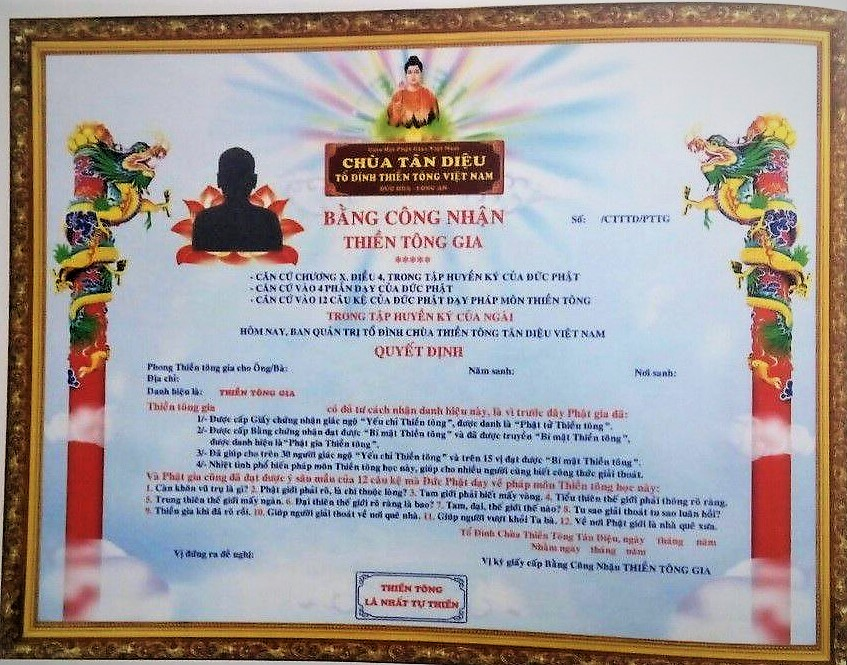 Giáo Hội Phật Giáo Việt Nam
CHÙA TÂN DIỆU
TỔ ĐÌNH THIỀN TÔNG VIỆT NAM
ĐỨC HÒA - LONG AN
BẰNG CÔNG NHẬN
Số: /CTTTD/PTTG
THIỀN TÔNG GIA
*****
- CĂN CỨ CHƯƠNG X, ĐIỀU 4, TRONG TẬP HUYỀN KÝ CỦA ĐỨC PHẬT
- CĂN CỨ VÀO 4 PHẦN DẠY CỦA ĐỨC PHẬT
- CĂN CỨ VÀO 12 CÂU KỆ CỦA ĐỨC PHẬT DẠY PHÁP MÔN THIỀN TÔNG
TRONG TẬP HUYỀN KÝ CỦA NGÀI
HÔM NAY, BAN QUẢN TRỊ TỔ ĐÌNH CHÙA THIỀN TÔNG TÂN DIỆU VIỆT NAM
QUYẾT ĐỊNH
Phong Thiền tông gia cho Ông/Bà: Năm sanh: Nơi sanh:
Địa chỉ:
Danh hiệu là: THIỀN TÔNG GIA
Thiền tông gia có đủ tư cách nhận danh hiệu này, là vì trước đây Phật gia đã:
1/- Được cấp Giấy chứng nhận giác ngộ "Yếu chỉ Thiền tông", được danh là "Phật tử Thiền tông".
2/- Được cấp Bằng chứng nhận đạt được "Bí mật Thiền tông" và đã được truyền "Bí mật Thiền tông",
được danh hiệu là"Phật gia Thiền tông".
3/- Đã giúp cho trên 30 người giác ngộ "Yếu chỉ Thiền tông" và trên 15 vị đạt được "Bí mật Thiền tông".
4/- Nhiệt tình phổ biến pháp môn Thiền tông học này, giúp cho nhiều người cùng biết công thức giải thoát.
Và Phật gia cũng đã đạt được ý sâu mầu của 12 câu kệ mà Đức Phật dạy về pháp môn Thiền tông học này:
1. Càn khôn vũ trụ là gì? 2. Phật giới phải rõ, là chi thuộc lòng? 3. Tam giới phải biết mấy vòng. 4. Tiểu thiên thế giới phải thông rõ ràng.
5. Trung thiên thế giới mấy ngàn. 6. Đại thiên thế giới rõ ràng là bao? 7. Tam, đại, thế giới thế nào? 8. Tu sao giải thoát tu sao luân hồi?
9. Thiền gia khi đã rõ rồi. 10. Giúp người giải thoát về nơi quê nhà. 11. Giúp người vượt khỏi Ta bà. 12. Về nơi Phật giới là nhà quê xưa.
Tổ Đình Chùa Thiền Tông Tân Diệu, ngày tháng năm
Nhằm ngày tháng năm
Vị đứng ra đề nghị: Vị ký giấy cấp Bằng Công Nhận THIỀN TÔNG GIA
THIỀN TÔNG
LÀ NHẤT TỰ THIỀN